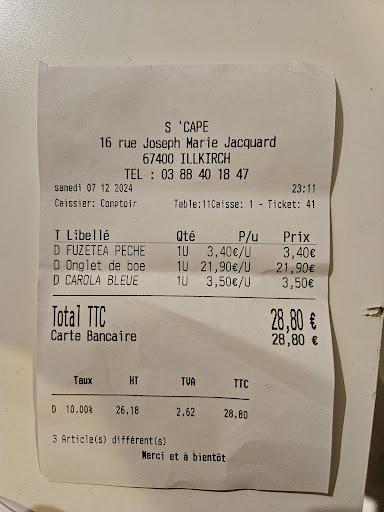 S 'CAPE
16 rue Joseph Marie Jacquard
67400 ILLKIRCH
TEL : 03 88 40 18 47
samedi 07 12 2024 23:11
Caissier: Comptoir Table:11Caisse: 1 - Ticket: 41
T Libellé Qté P/u Prix
D FUZETEA PECHE 1U 3,40€/U 3,40€
D Onglet de boe 1U 21,90€/U 21,90€
D CAROLA BLEUE 1U 3,50€/U 3,50€
Total TTC 28,80 €
Carte Bancaire 28,80 €
Taux HT TVA TTC
D 10.00% 26,18 2,62 28,80
3 Article(s) différent(s)
Merci et à bientôt